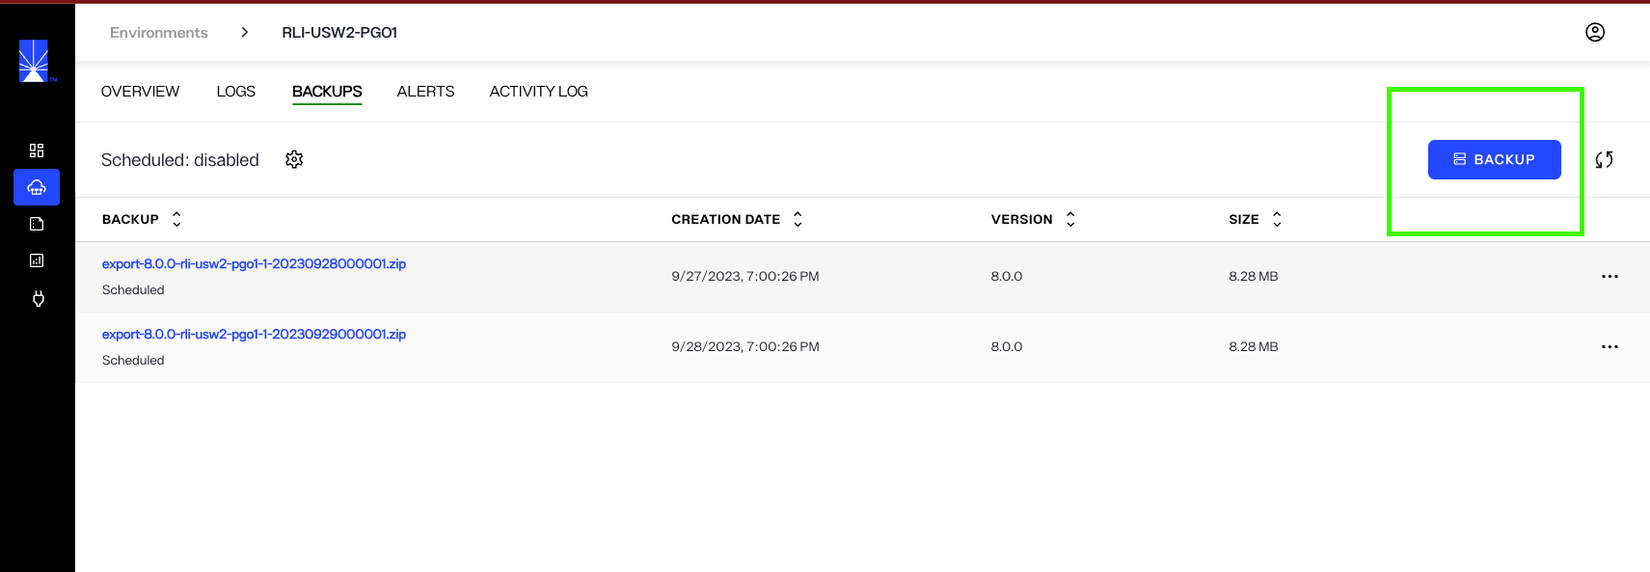 Environments > RLI-USW2-PG01
OVERVIEW LOGS BACKUPS ALERTS ACTIVITY LOG
Scheduled: disabled BACKUP
BACKUP CREATION DATE VERSION SIZE
export-8.0.0-rli-usw2-pgo1-1-20230928000001.zip
Scheduled
9/27/2023, 7:00:26 PM 8.0.0 8.28 MB
export-8.0.0-rli-usw2-pgo1-1-20230929000001.zip
Scheduled
9/28/2023, 7:00:26 PM 8.0.0 8.28 MB
TM